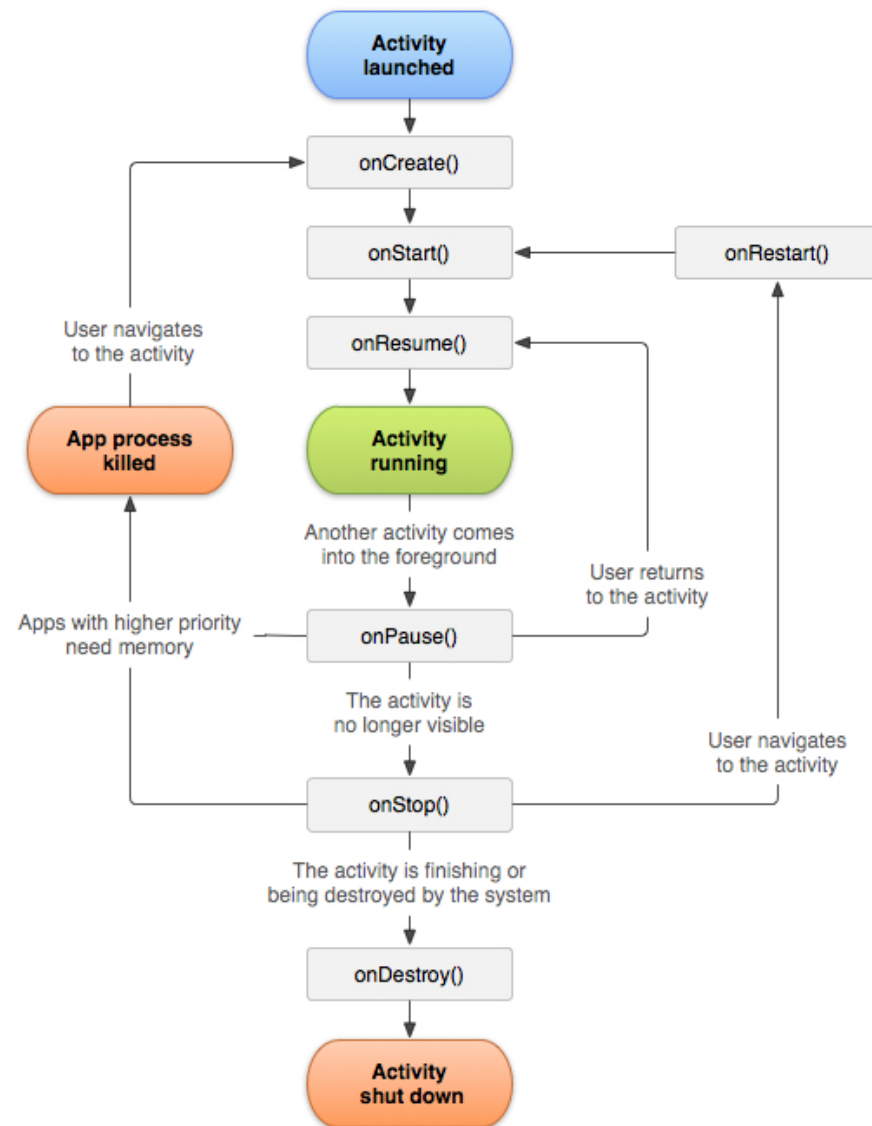 Activity
launched
onCreate()
onStart()
onRestart()
User navigates
to the activity
onResume()
App process
killed
Activity
running
Another activity comes
into the foreground
User returns
to the activity
Apps with higher priority
need memory
onPause()
The activity is
no longer visible
User navigates
to the activity
onStop()
The activity is finishing or
being destroyed by the system
onDestroy()
Activity
shut down